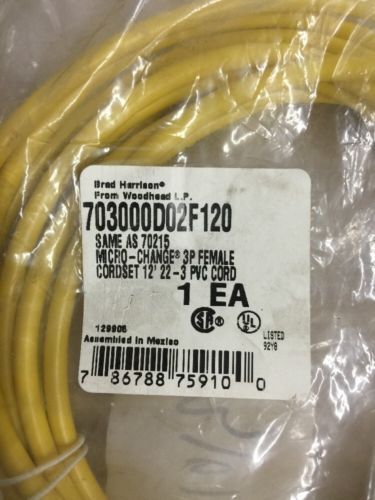 Brad Harrison®
From Woodhead L.P.
703000D02F120
SAME AS 70215
MICRO-CHANGE® 3P FEMALE
CORDSET 12' 22-3 PVC CORD
1 EA
129906
Assembled in Mexico
LISTED
92Y8
7 86788 75910 0